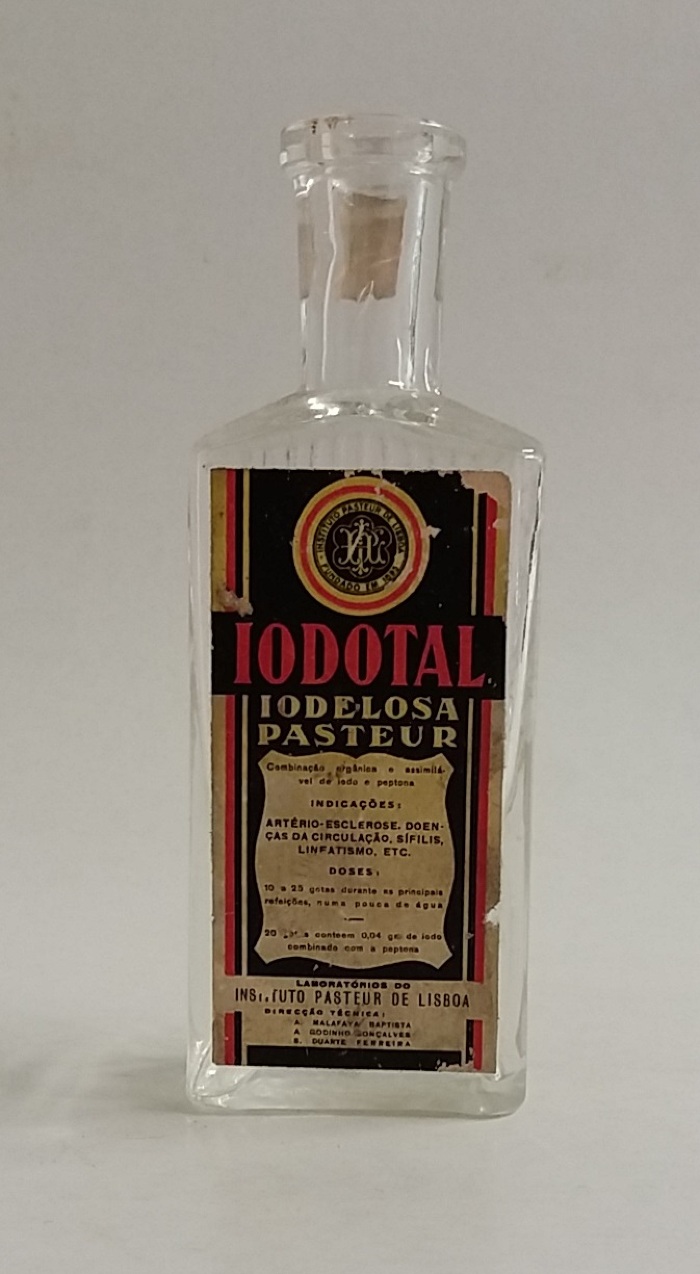 INSTITUTO PASTEUR DE LISBOA
FUNDADO EM
IODOTAL
IODELOSA
PASTEUR
Combinação orgânica e assimilá-
vel de iodo e peptona
INDICAÇÕES:
ARTÉRIO-ESCLEROSE. DOEN-
ÇAS DA CIRCULAÇÃO, SÍFILIS,
LINFATISMO, ETC.
DOSES:
10 a 25 gotas durante as principais
refeições, numa pouca de água
20 conteem 0,04 gr. de iodo
combinado com a peptona
LABORATÓRIOS DO
INSTITUTO PASTEUR DE LISBOA
DIRECÇÃO TÉCNICA:
A. MALAFAYA BAPTISTA
A. GODINHO GONÇALVES
S. DUARTE FERREIRA